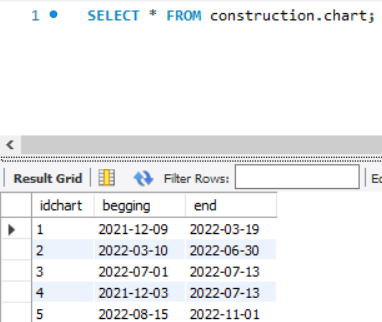 1 SELECT * FROM construction.chart;
Result Grid Filter Rows:
idchart begging end
1 2021-12-09 2022-03-19
2 2022-03-10 2022-06-30
3 2022-07-01 2022-07-13
4 2021-12-03 2022-07-13
5 2022-08-15 2022-11-01